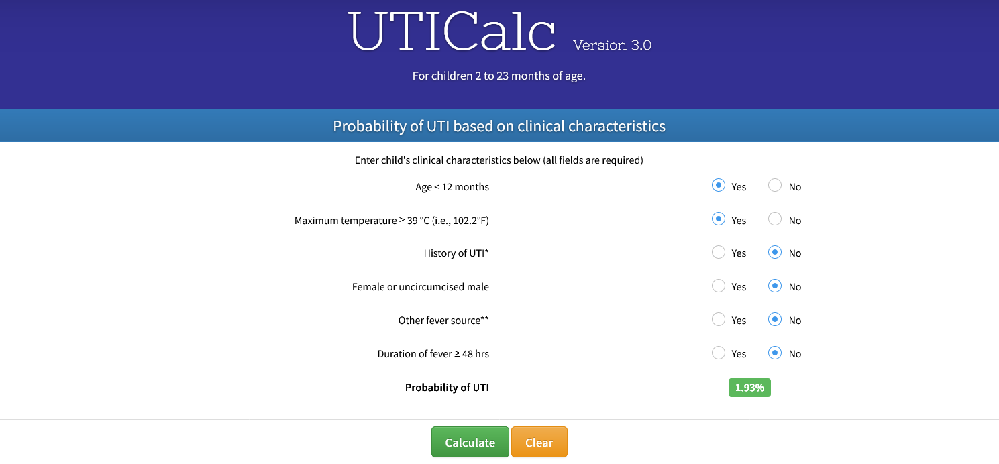 UTICalc Version 3.0
For children 2 to 23 months of age.
Probability of UTI based on clinical characteristics
Enter child's clinical characteristics below (all fields are required)
Age < 12 months Yes No
Maximum temperature ≥ 39 °C (i.e., 102.2°F) Yes No
History of UTI* Yes No
Female or uncircumcised male Yes No
Other fever source** Yes No
Duration of fever ≥ 48 hrs Yes No
Probability of UTI 1.93%
Calculate Clear